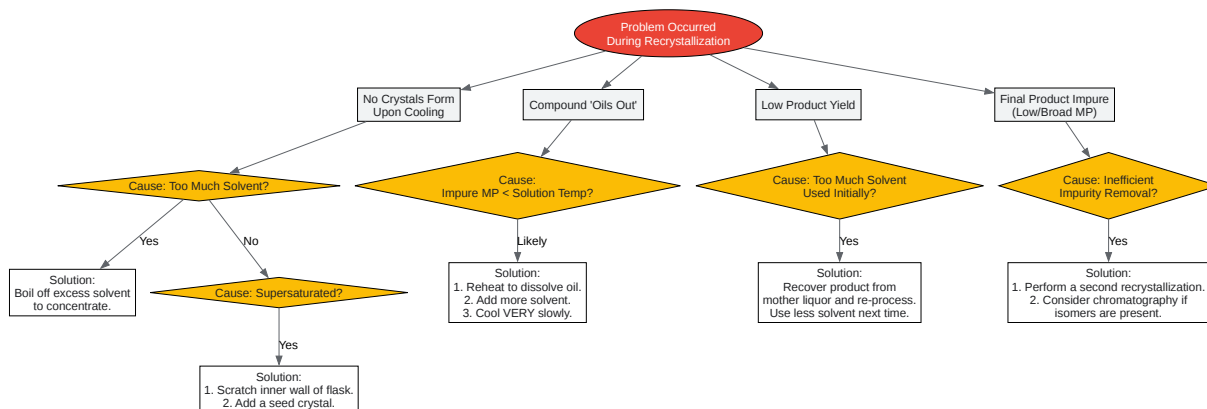 Problem Occurred
During Recrystallization
No Crystals Form
Upon Cooling
Compound 'Oils Out'
Low Product Yield
Final Product Impure
(Low/Broad MP)
Cause: Too Much Solvent?
Cause:
Impure MP < Solution Temp?
Cause: Too Much Solvent
Used Initially?
Cause: Inefficient
Impurity Removal?
Yes
No
Likely
Yes
Yes
Solution:
Boil off excess solvent
to concentrate.
Cause: Supersaturated?
Solution:
1. Reheat to dissolve oil.
2. Add more solvent.
3. Cool VERY slowly.
Solution:
Recover product from
mother liquor and re-process.
Use less solvent next time.
Solution:
1. Perform a second recrystallization.
2. Consider chromatography if
isomers are present.
Yes
Solution:
1. Scratch inner wall of flask.
2. Add a seed crystal.